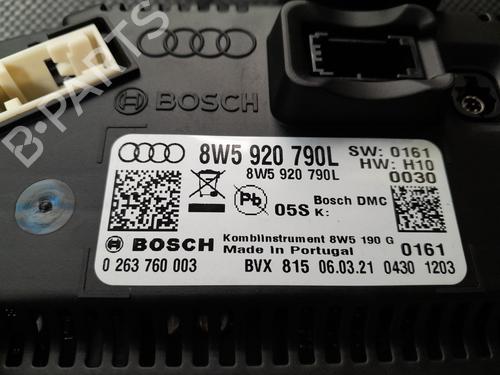 BOSCH
8W5 920 790L
SW: 0161
8W5 920 790L
HW: H10
0030
Pb
05S
Bosch DMC
K:
BOSCH
Kombiinstrument 8W5 190 G
0161
Made in Portugal
0 263 760 003
BVX 815 06.03.21 0430 1203
B-PARTS